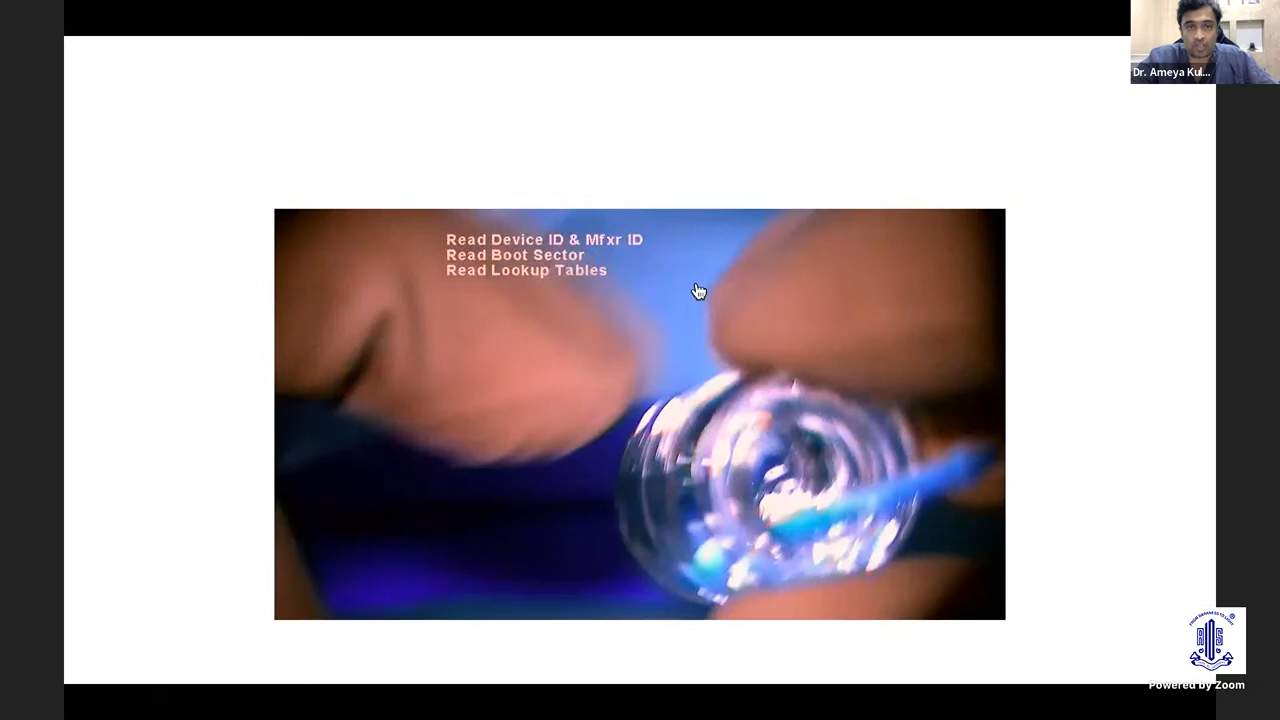 Dr. Ameya Kul...
Read Device ID & Mfxr ID
Read Boot Sector
Read Lookup Tables
Powered by Zoom